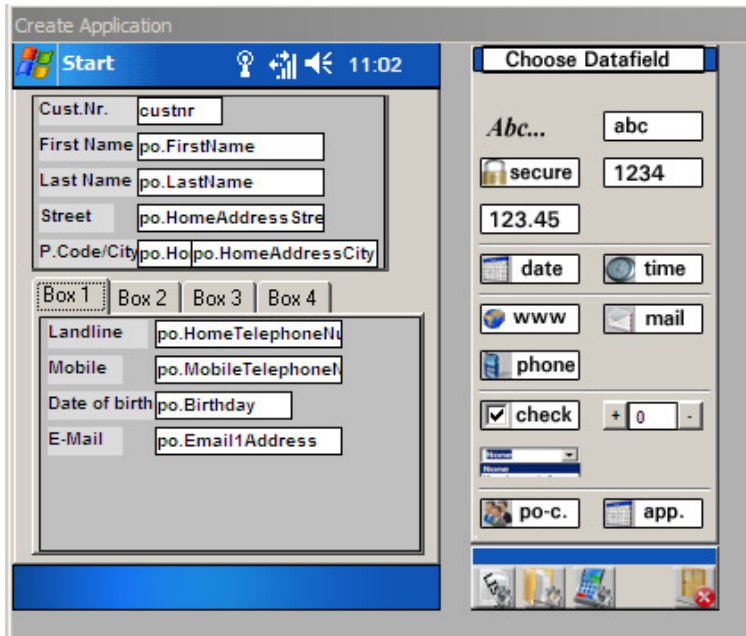 Create Application
Start 11:02
Cust.Nr. custnr
First Name po.FirstName
Last Name po.LastName
Street po.HomeAddressStre
P.Code/City po.Ho po.HomeAddressCity
Box 1 Box 2 Box 3 Box 4
Landline po.HomeTelephoneNu
Mobile po.MobileTelephoneN
Date of birth po.Birthday
E-Mail po.Email1Address
Choose Datafield
Abc... abc
secure 1234
123.45
date time
www mail
phone
check + 0 -
None
None
po-c. app.